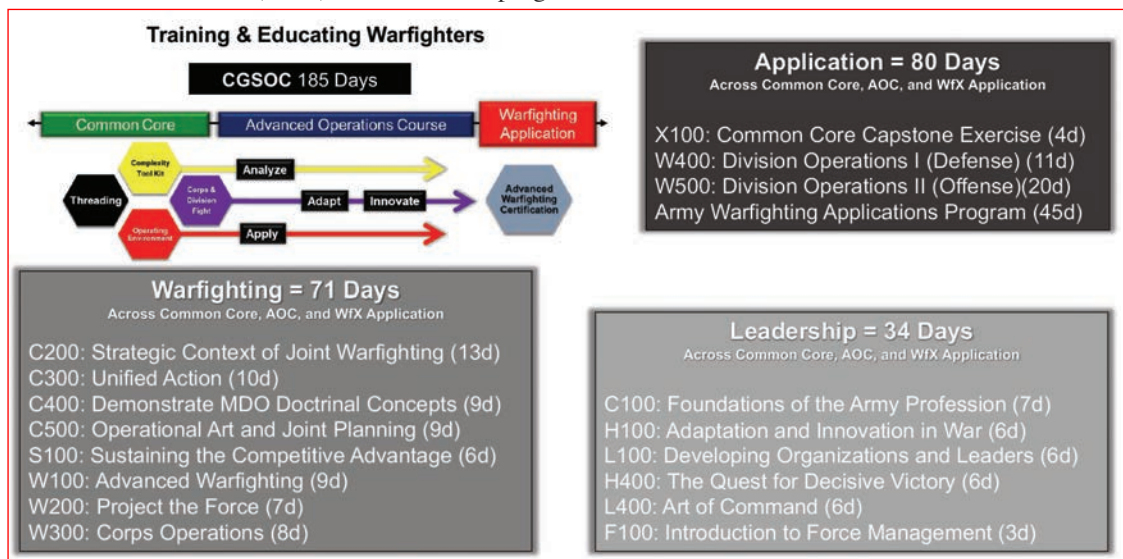 Training & Educating Warfighters
CGSOC 185 Days
Common Core
Advanced Operations Course
Warfighting
Application
Complexity
Tool Kit
Analyze
Threading
Corps &
Division
Fight
Adapt
Innovate
Advanced
Warfighting
Certification
Operating
Environment
Apply
Application = 80 Days
Across Common Core, AOC, and WfX Application
X100: Common Core Capstone Exercise (4d)
W400: Division Operations I (Defense) (11d)
W500: Division Operations II (Offense)(20d)
Army Warfighting Applications Program (45d)
Warfighting = 71 Days
Across Common Core, AOC, and WfX Application
C200: Strategic Context of Joint Warfighting (13d)
C300: Unified Action (10d)
C400: Demonstrate MDO Doctrinal Concepts (9d)
C500: Operational Art and Joint Planning (9d)
S100: Sustaining the Competitive Advantage (6d)
W100: Advanced Warfighting (9d)
W200: Project the Force (7d)
W300: Corps Operations (8d)
Leadership = 34 Days
Across Common Core, AOC, and WfX Application
C100: Foundations of the Army Profession (7d)
H100: Adaptation and Innovation in War (6d)
L100: Developing Organizations and Leaders (6d)
H400: The Quest for Decisive Victory (6d)
L400: Art of Command (6d)
F100: Introduction to Force Management (3d)